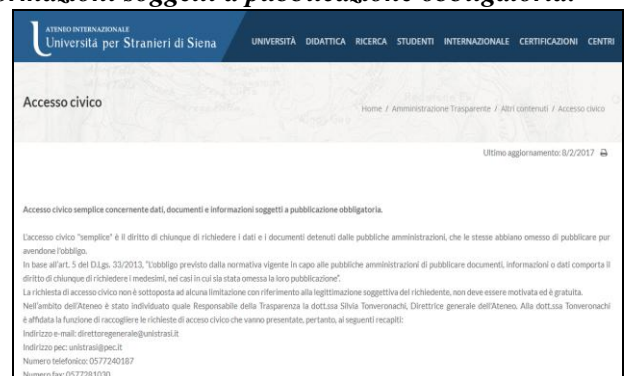 informazioni soggetti a pubblicazione obbligatoria.
ATENEO INTERNAZIONALE
Università per Stranieri di Siena
UNIVERSITÀ DIDATTICA RICERCA STUDENTI INTERNAZIONALE CERTIFICAZIONI CENTRI
Accesso civico
Home / Amministrazione Trasparente / Altri contenuti / Accesso civico
Ultimo aggiornamento: 8/2/2017
Accesso civico semplice concernente dati, documenti e informazioni soggetti a pubblicazione obbligatoria.
L'accesso civico "semplice" è il diritto di chiunque di richiedere i dati e i documenti detenuti dalle pubbliche amministrazioni, che le stesse abbiano omesso di pubblicare pur
avendone l'obbligo.
In base all'art. 5 del D.Lgs. 33/2013, "L'obbligo previsto dalla normativa vigente in capo alle pubbliche amministrazioni di pubblicare documenti, informazioni o dati comporta il
diritto di chiunque di richiedere i medesimi, nei casi in cui sia stata omessa la loro pubblicazione".
La richiesta di accesso civico non è sottoposta ad alcuna limitazione con riferimento alla legittimazione soggettiva del richiedente, non deve essere motivata ed è gratuita.
Nell'ambito dell'Ateneo è stato individuato quale Responsabile della Trasparenza la dott.ssa Silvia Tonveronachi, Direttrice generale dell'Ateneo. Alla dott.ssa Tonveronachi
è affidata la funzione di raccogliere le richieste di acceso civico che vanno presentate, pertanto, ai seguenti recapiti:
Indirizzo e-mail: direttoregenerale@unistrasi.it
Indirizzo pec: unistrasi@pec.it
Numero telefonico: 0577240187
Numero fax: 0577281030